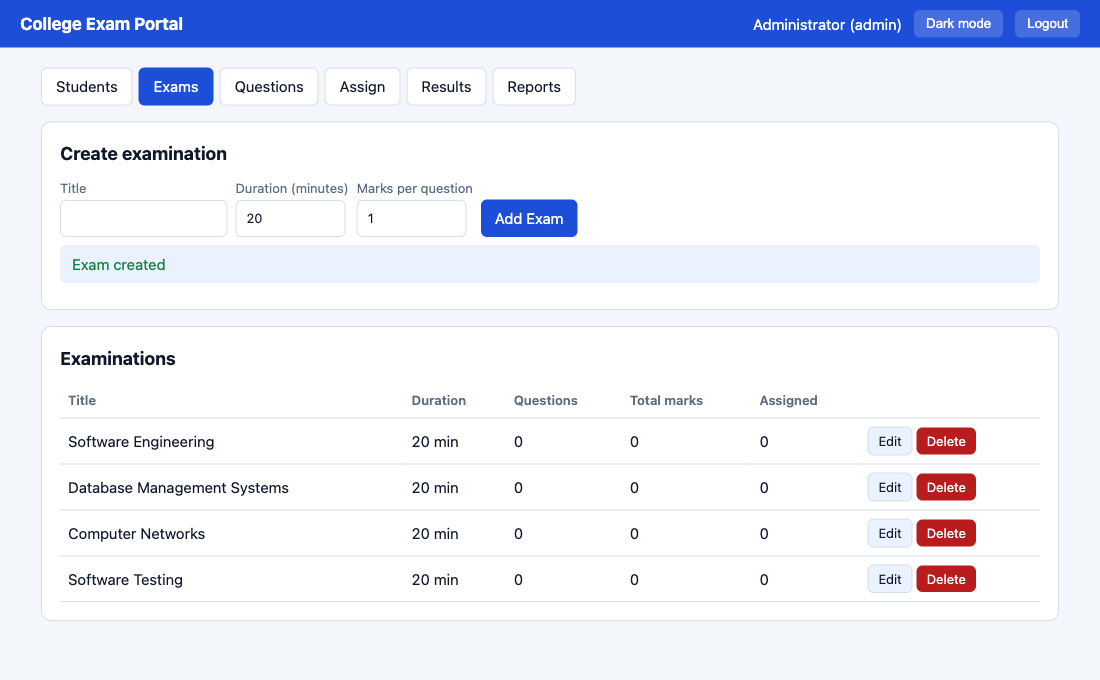 College Exam Portal Administrator (admin) Dark mode Logout
Students Exams Questions Assign Results Reports
Create examination
Title Duration (minutes) Marks per question
20 1 Add Exam
Exam created
Examinations
Title Duration Questions Total marks Assigned
Software Engineering 20 min 0 0 0 Edit Delete
Database Management Systems 20 min 0 0 0 Edit Delete
Computer Networks 20 min 0 0 0 Edit Delete
Software Testing 20 min 0 0 0 Edit Delete